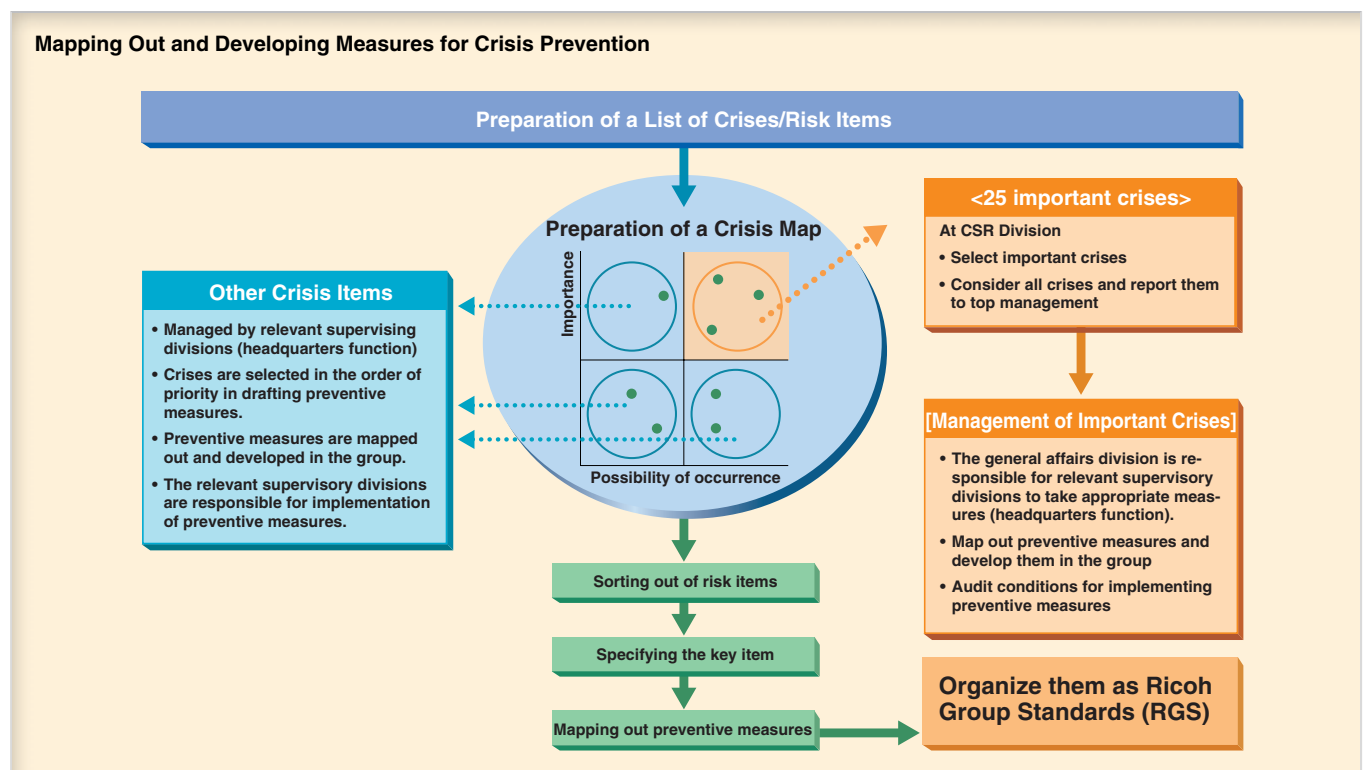 Mapping Out and Developing Measures for Crisis Prevention
Preparation of a List of Crises/Risk Items
Preparation of a Crisis Map
Importance
Possibility of occurrence
Other Crisis Items
• Managed by relevant supervising
divisions (headquarters function)
• Crises are selected in the order of
priority in drafting preventive
measures.
• Preventive measures are mapped
out and developed in the group.
• The relevant supervisory divisions
are responsible for implementation
of preventive measures.
<25 important crises>
At CSR Division
• Select important crises
• Consider all crises and report them
to top management
[Management of Important Crises]
• The general affairs division is re-
sponsible for relevant supervisory
divisions to take appropriate meas-
ures (headquarters function).
• Map out preventive measures and
develop them in the group
• Audit conditions for implementing
preventive measures
Sorting out of risk items
Specifying the key item
Mapping out preventive measures
Organize them as Ricoh
Group Standards (RGS)